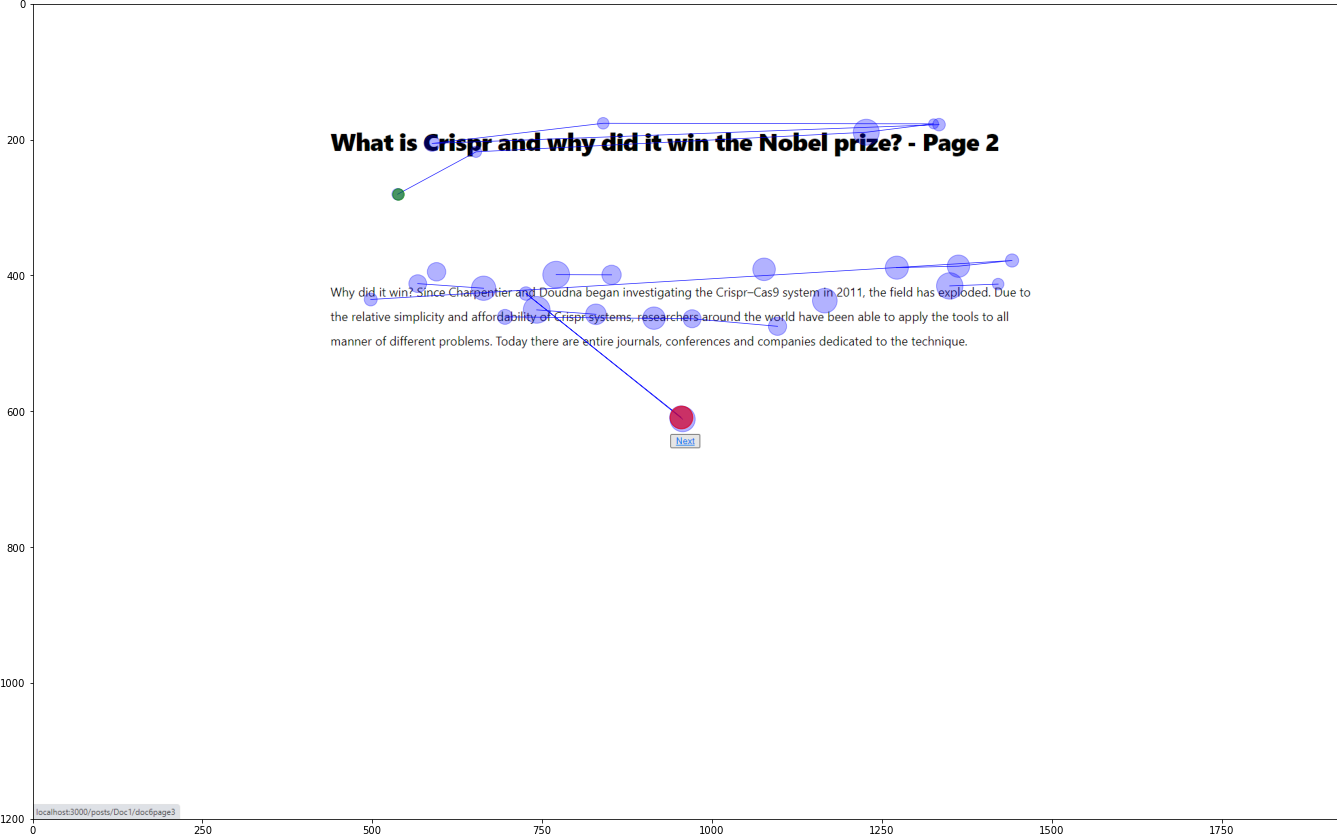 0
200
What is Crispr and why did it win the Nobel prize? - Page 2
400
Why did it win? Since Charpentier and Doudna began investigating the Crispr–Cas9 system in 2011, the field has exploded. Due to
the relative simplicity and affordability of Crispr systems, researchers around the world have been able to apply the tools to all
manner of different problems. Today there are entire journals, conferences and companies dedicated to the technique.
600
Next
800
1000
localhost:3000/posts/Doc1/doc6page3
1200
0 250 500 750 1000 1250 1500 1750